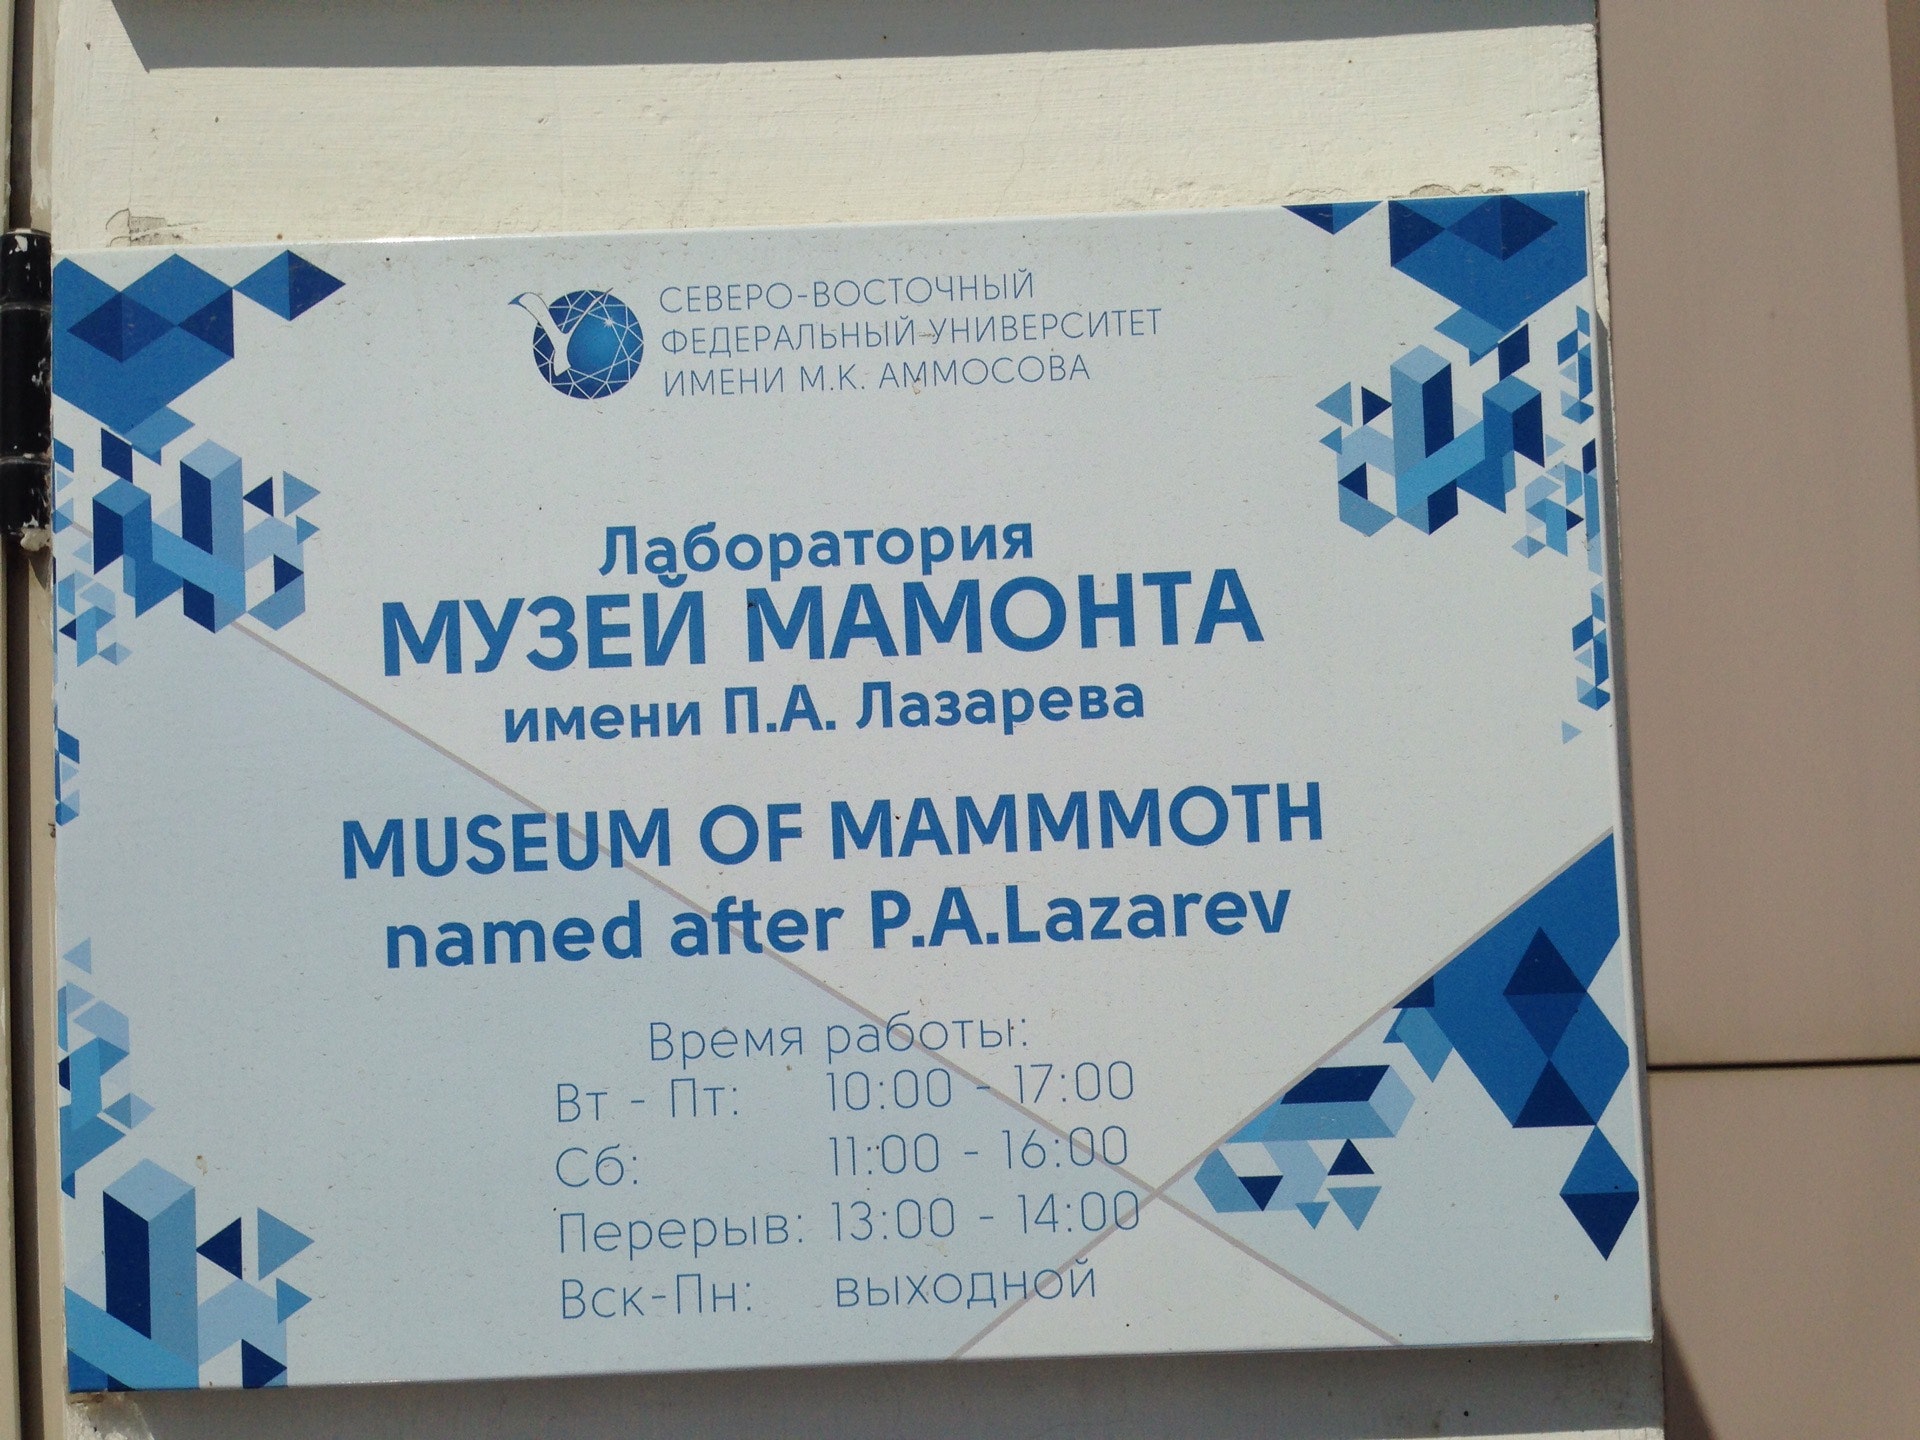 СЕВЕРО-ВОСТОЧНЫЙ
ФЕДЕРАЛЬНЫЙ УНИВЕРСИТЕТ
ИМЕНИ М.К. АММОСОВА
Лаборатория
МУЗЕЙ МАМОНТА
имени П.А. Лазарева
MUSEUM OF MAMMMOTH
named after P.A.Lazarev
Время работы:
Вт - Пт: 10:00 - 17:00
Сб: 11:00 - 16:00
Перерыв: 13:00 - 14:00
Вск-Пн: выходной